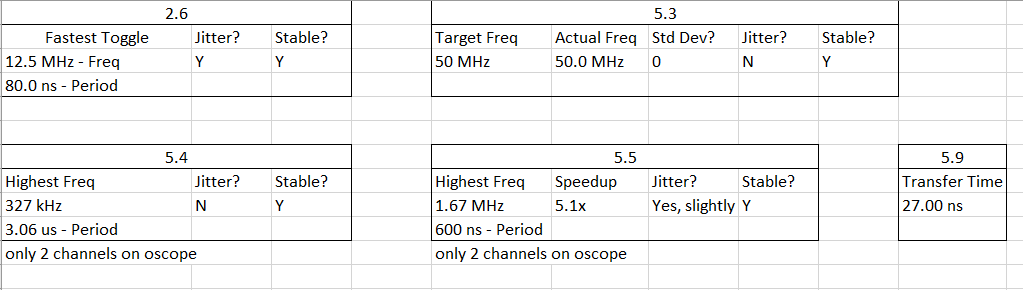 2.6
Fastest Toggle Jitter? Stable?
12.5 MHz - Freq Y Y
80.0 ns - Period
5.3
Target Freq Actual Freq Std Dev? Jitter? Stable?
50 MHz 50.0 MHz 0 N Y
5.4
Highest Freq Jitter? Stable?
327 kHz N Y
3.06 us - Period
only 2 channels on oscope
5.5
Highest Freq Speedup Jitter? Stable?
1.67 MHz 5.1x Yes, slightly Y
600 ns - Period
only 2 channels on oscope
5.9
Transfer Time
27.00 ns